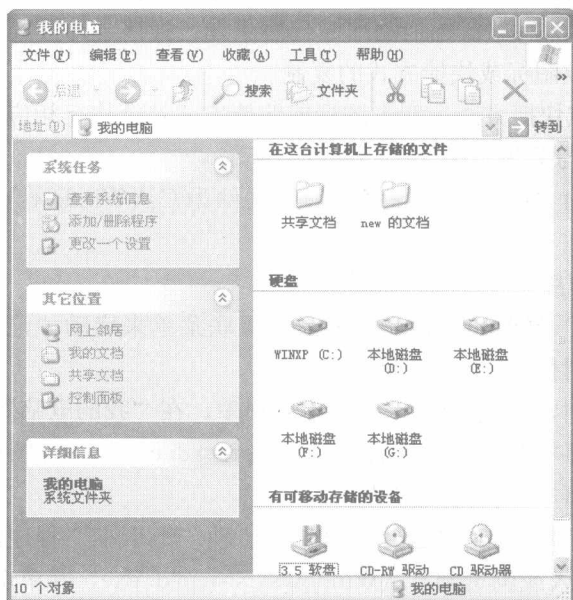 我的电脑
文件(F) 编辑(E) 查看(V) 收藏(A) 工具(T) 帮助(H)
后退 搜索 文件夹 »
地址(D) 我的电脑 转到
系统任务
查看系统信息
添加/删除程序
更改一个设置
其它位置
网上邻居
我的文档
共享文档
控制面板
详细信息
我的电脑
系统文件夹
在这台计算机上存储的文件
共享文档 new 的文档
硬盘
WINXP (C:) 本地磁盘 (D:) 本地磁盘 (E:)
本地磁盘 (F:) 本地磁盘 (G:)
有可移动存储的设备
3.5 软盘 CD-RW 驱动 CD 驱动器
10 个对象 我的电脑